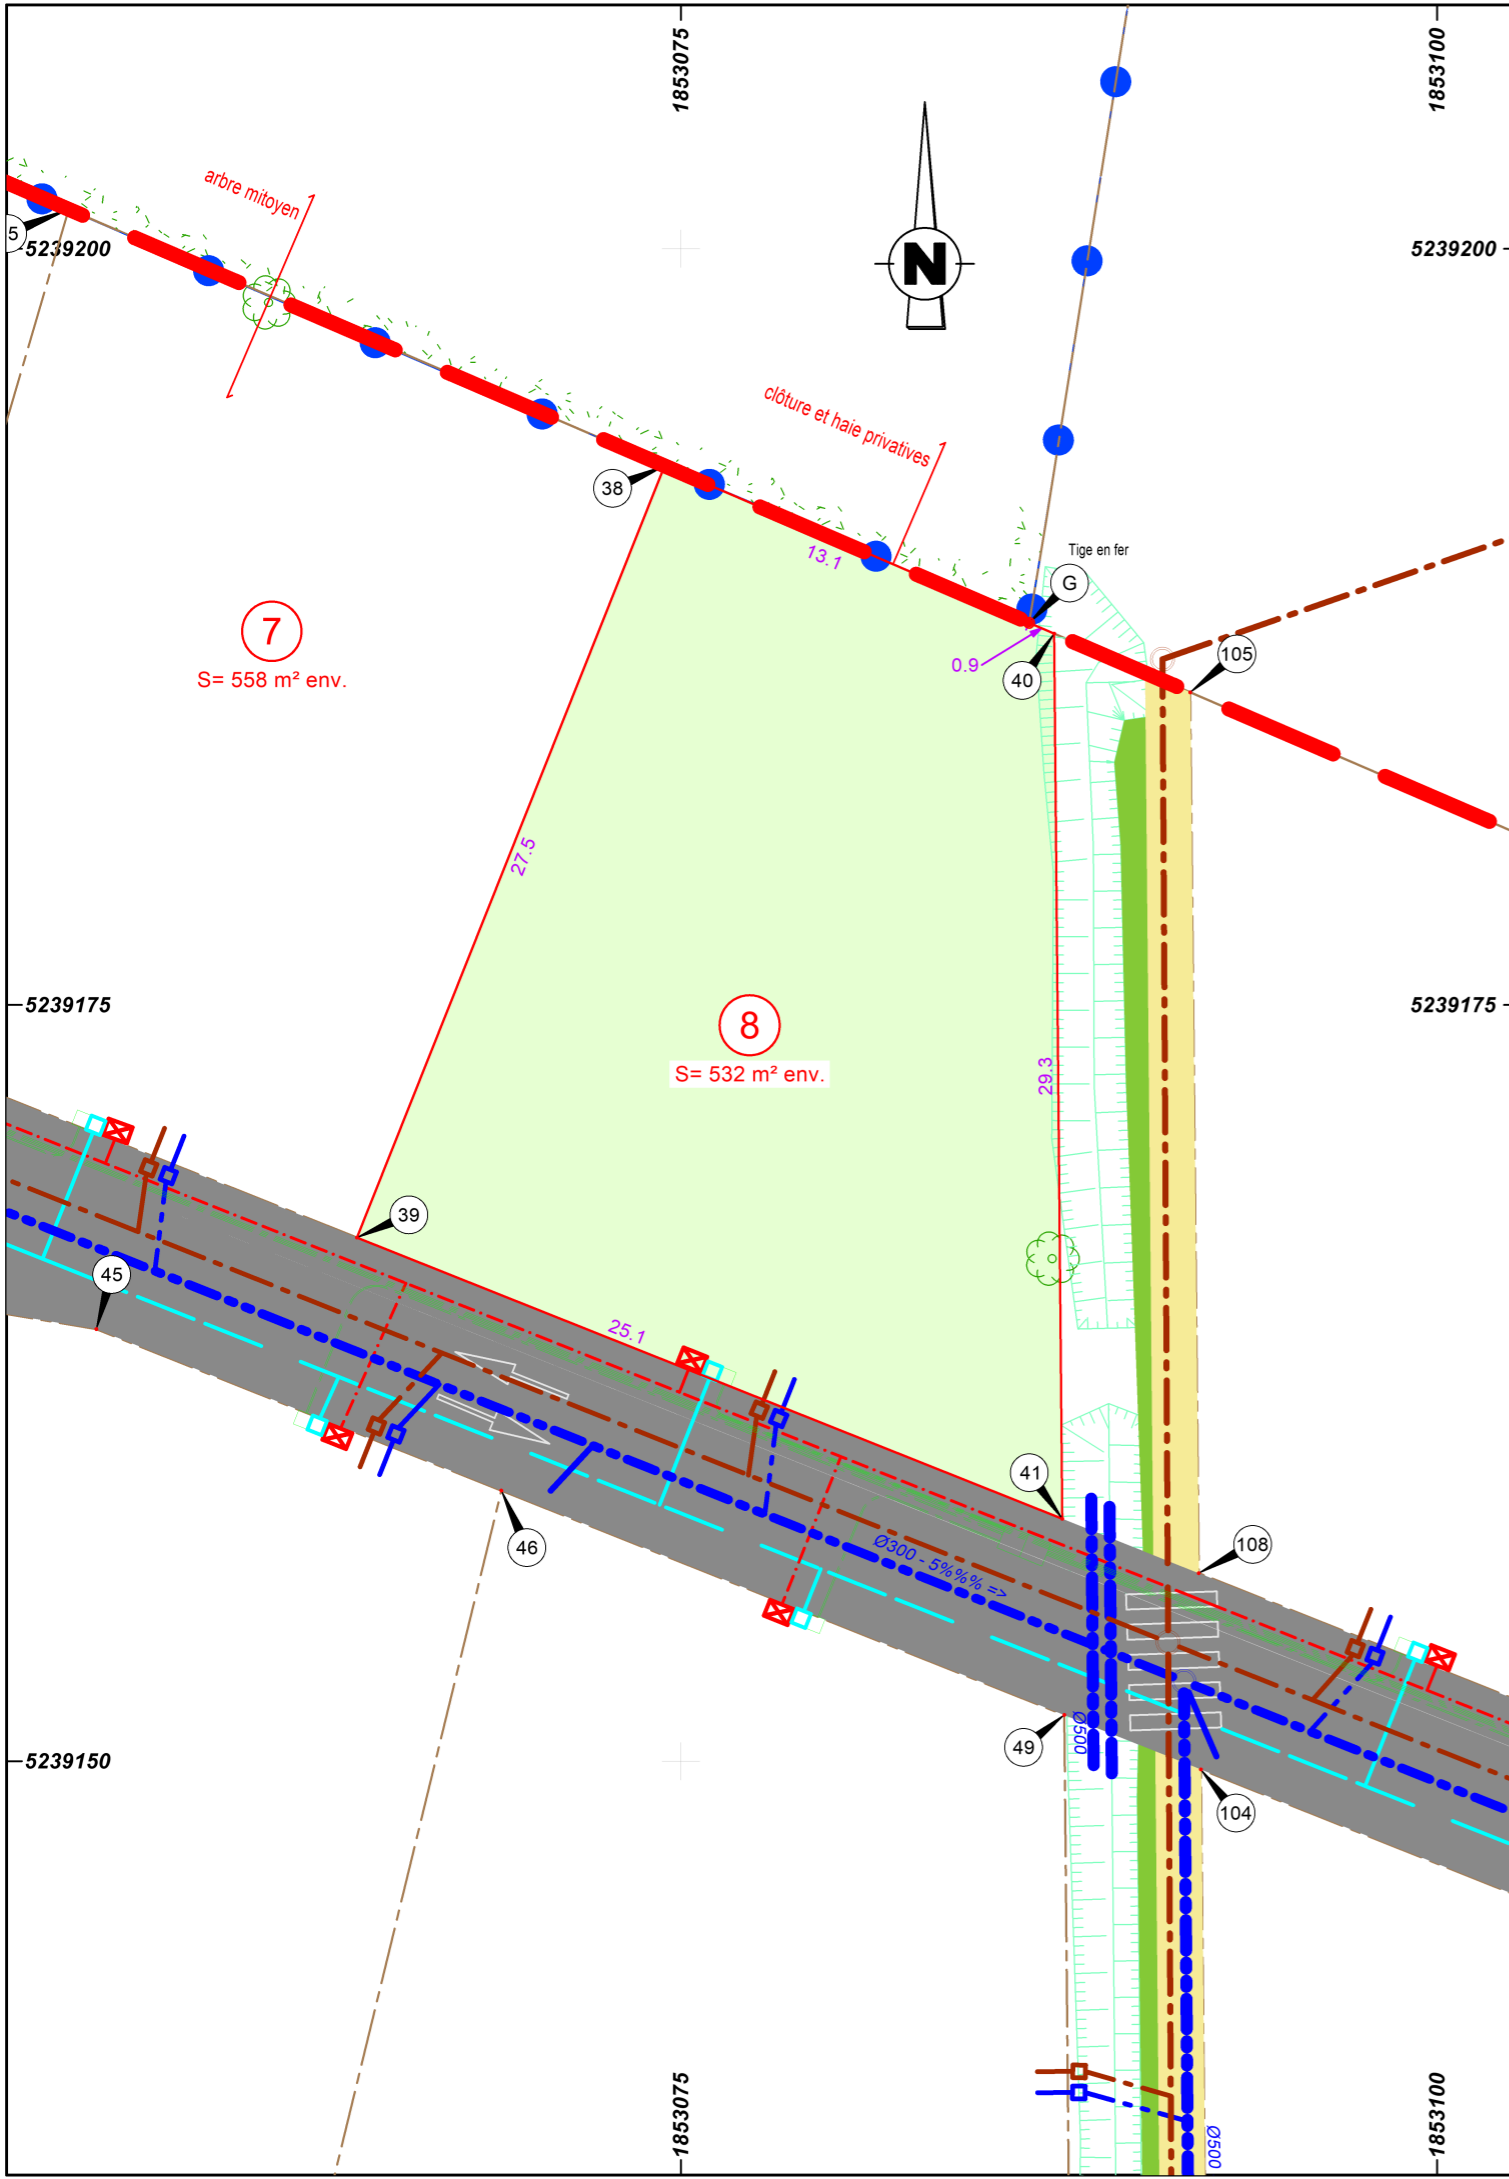 1853075
1853100
arbre mitoyen
5
5239200
5239200
N
clôture et haie privatives
38
13.1
Tige en fer
G
7
S= 558 m² env.
0.9
40
105
27.5
5239175
5239175
8
S= 532 m² env.
29.3
39
45
25.1
41
46
Ø300 - 5%%% =>
108
49
Ø500
5239150
104
1853075
1853100
Ø500